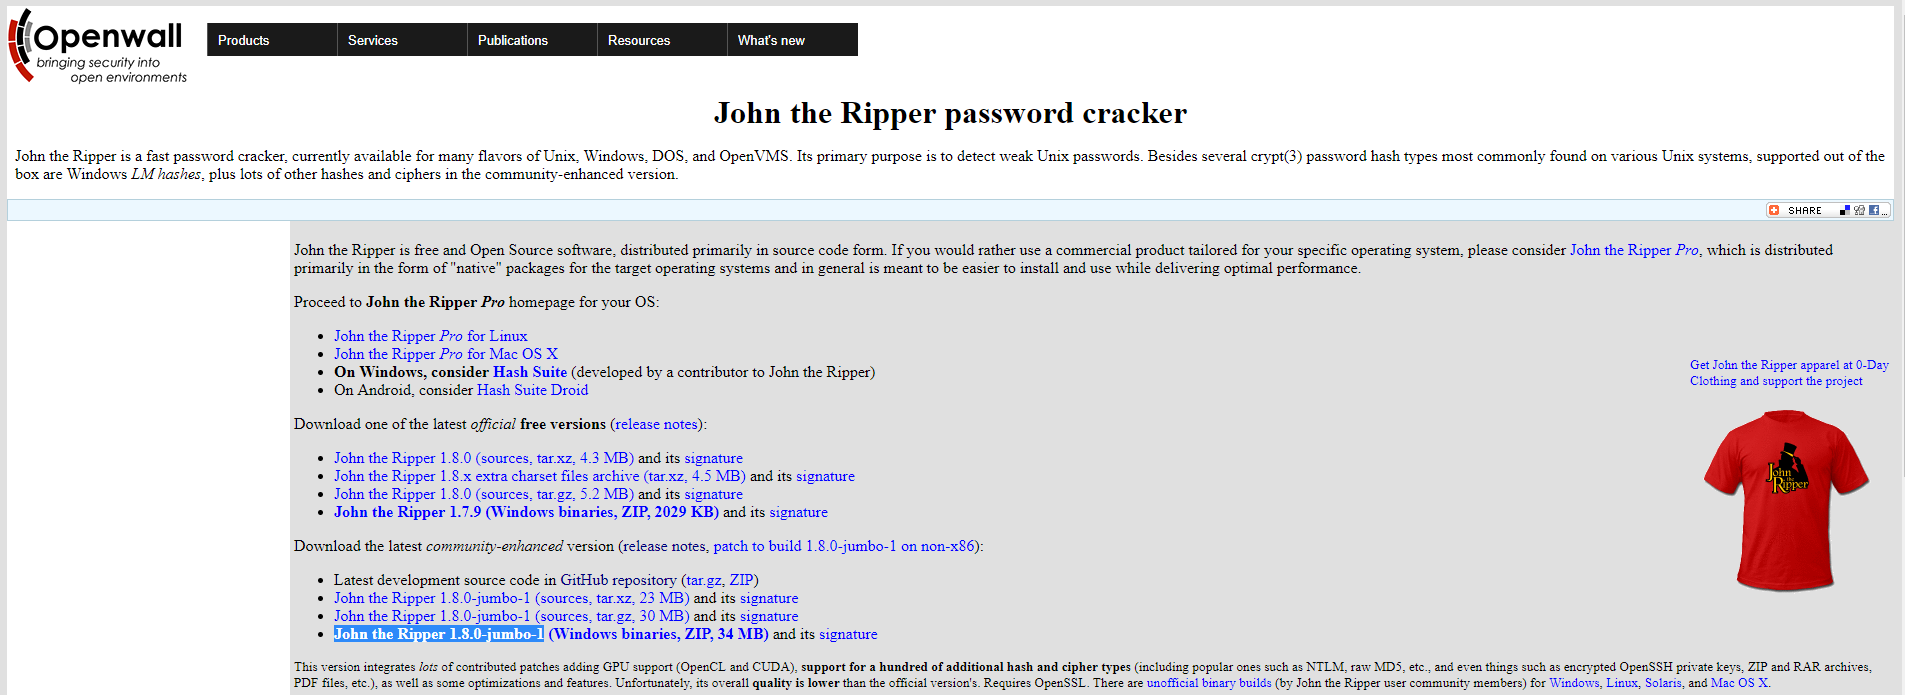 Openwall
bringing security into
open environments
Products Services Publications Resources What's new
John the Ripper password cracker
John the Ripper is a fast password cracker, currently available for many flavors of Unix, Windows, DOS, and OpenVMS. Its primary purpose is to detect weak Unix passwords. Besides several crypt(3) password hash types most commonly found on various Unix systems, supported out of the
box are Windows LM hashes, plus lots of other hashes and ciphers in the community-enhanced version.
SHARE ...
John the Ripper is free and Open Source software, distributed primarily in source code form. If you would rather use a commercial product tailored for your specific operating system, please consider John the Ripper Pro, which is distributed
primarily in the form of "native" packages for the target operating systems and in general is meant to be easier to install and use while delivering optimal performance.
Proceed to John the Ripper Pro homepage for your OS:
• John the Ripper Pro for Linux
• John the Ripper Pro for Mac OS X
• On Windows, consider Hash Suite (developed by a contributor to John the Ripper)
• On Android, consider Hash Suite Droid
Get John the Ripper apparel at 0-Day
Clothing and support the project
John
the
Ripper
Download one of the latest official free versions (release notes):
• John the Ripper 1.8.0 (sources, tar.xz, 4.3 MB) and its signature
• John the Ripper 1.8.x extra charset files archive (tar.xz, 4.5 MB) and its signature
• John the Ripper 1.8.0 (sources, tar.gz, 5.2 MB) and its signature
• John the Ripper 1.7.9 (Windows binaries, ZIP, 2029 KB) and its signature
Download the latest community-enhanced version (release notes, patch to build 1.8.0-jumbo-1 on non-x86):
• Latest development source code in GitHub repository (tar.gz, ZIP)
• John the Ripper 1.8.0-jumbo-1 (sources, tar.xz, 23 MB) and its signature
• John the Ripper 1.8.0-jumbo-1 (sources, tar.gz, 30 MB) and its signature
• John the Ripper 1.8.0-jumbo-1 (Windows binaries, ZIP, 34 MB) and its signature
This version integrates lots of contributed patches adding GPU support (OpenCL and CUDA), support for a hundred of additional hash and cipher types (including popular ones such as NTLM, raw MD5, etc., and even things such as encrypted OpenSSH private keys, ZIP and RAR archives,
PDF files, etc.), as well as some optimizations and features. Unfortunately, its overall quality is lower than the official version's. Requires OpenSSL. There are unofficial binary builds (by John the Ripper user community members) for Windows, Linux, Solaris, and Mac OS X.